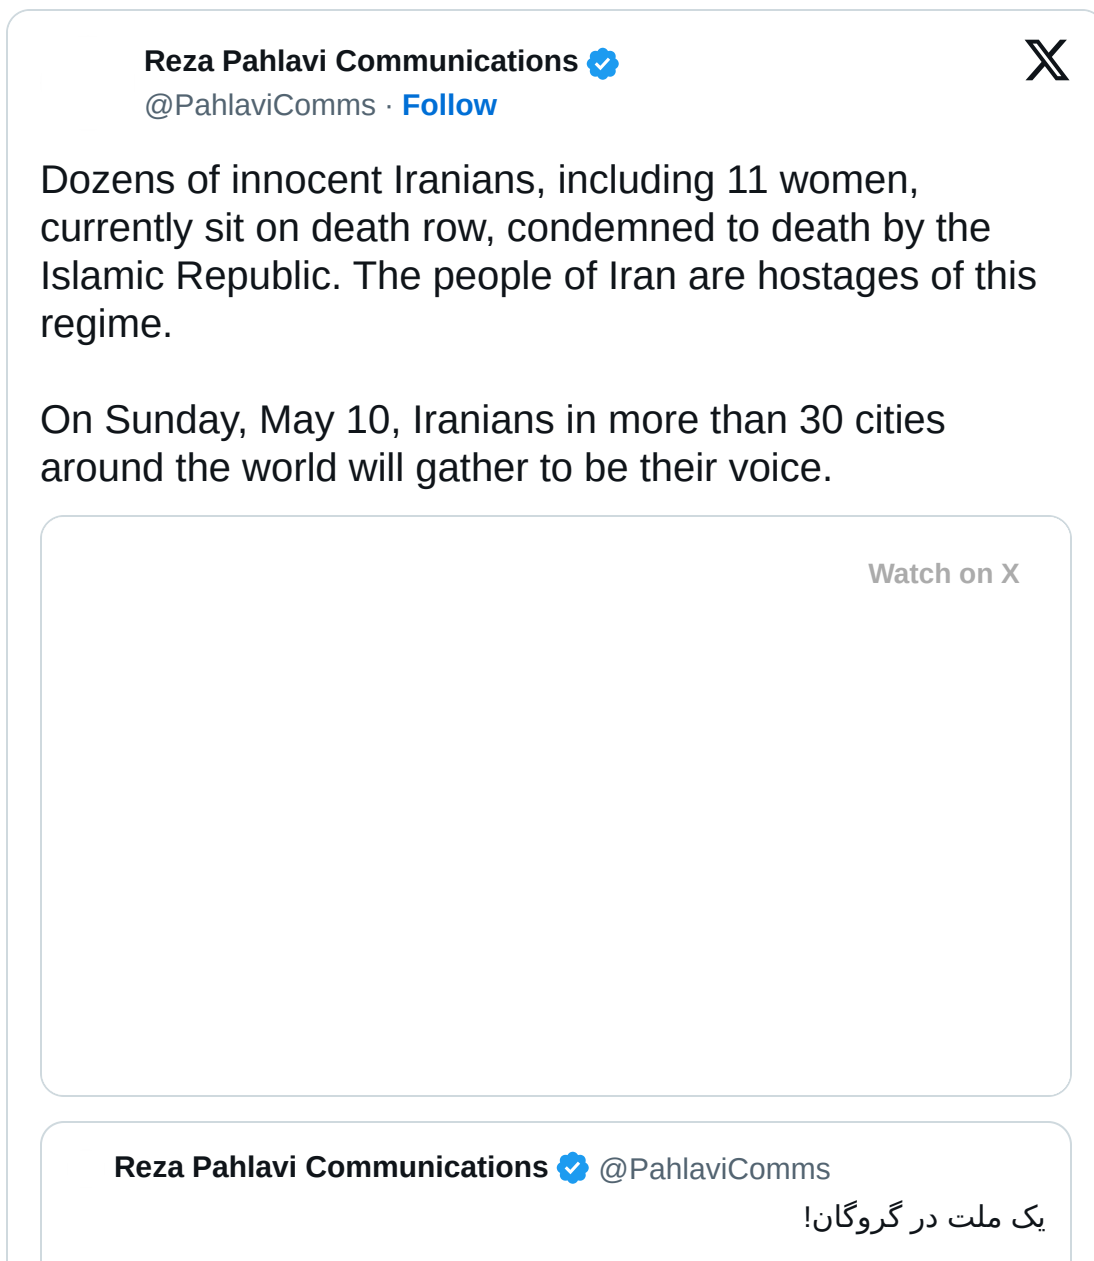 Reza Pahlavi Communications
@PahlaviComms · Follow
Dozens of innocent Iranians, including 11 women,
currently sit on death row, condemned to death by the
Islamic Republic. The people of Iran are hostages of this
regime.
On Sunday, May 10, Iranians in more than 30 cities
around the world will gather to be their voice.
Watch on X
Reza Pahlavi Communications @PahlaviComms
یک ملت در گروگان!